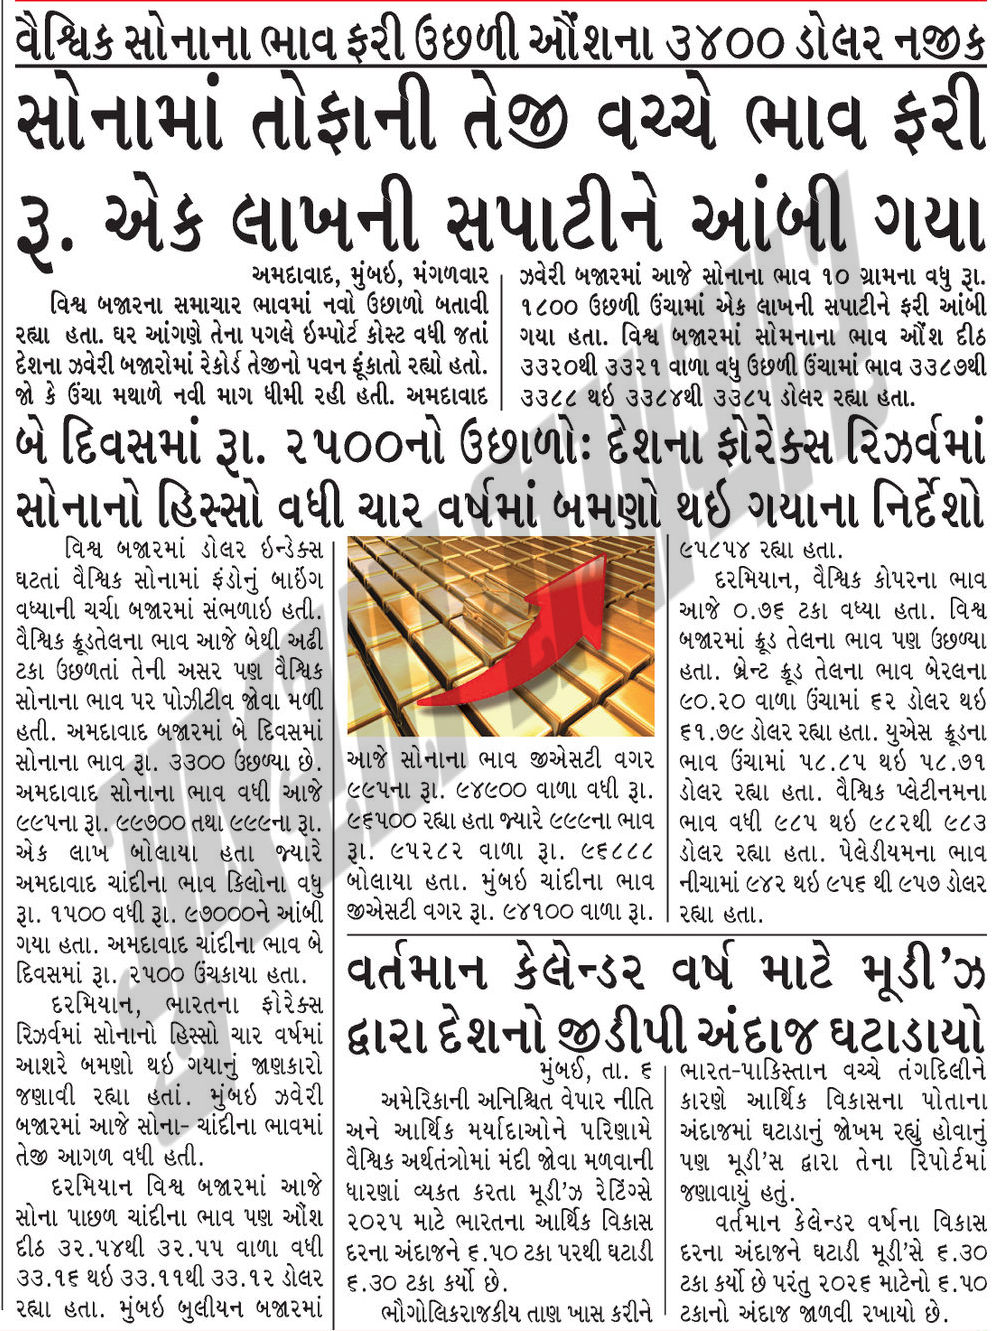 વૈશ્વિક સોનાના ભાવ ફરી ઉછળી ઔંશના ૩૪૦૦ ડોલર નજીક
સોનામાં તોફાની તેજી વચ્ચે ભાવ ફરી
રૂ. એક લાખની સપાટીને આંબી ગયા
અમદાવાદ, મુંબઇ, મંગળવાર
વિશ્વ બજારના સમાચાર ભાવમાં નવો ઉછાળો બતાવી
રહ્યા હતા. ઘર આંગણે તેના પગલે ઇમ્પોર્ટ કોસ્ટ વધી જતાં
દેશના ઝવેરી બજારોમાં રેકોર્ડ તેજીનો પવન ફૂંકાતો રહ્યો હતો.
જો કે ઉંચા મથાળે નવી માગ ધીમી રહી હતી. અમદાવાદ
ઝવેરી બજારમાં આજે સોનાના ભાવ ૧૦ ગ્રામના વધુ રૂા.
૧૮૦૦ ઉછળી ઉંચામાં એક લાખની સપાટીને ફરી આંબી
ગયા હતા. વિશ્વ બજારમાં સોમનાના ભાવ ઔંશ દીઠ
૩૩૨૦થી ૩૩૨૧ વાળા વધુ ઉછળી ઉંચામાં ભાવ ૩૩૮૭થી
૩૩૮૮ થઇ ૩૩૮૪થી ૩૩૮૫ ડોલર રહ્યા હતા.
બે દિવસમાં રૂા. ૨૫૦૦નો ઉછાળો: દેશના ફોરેક્સ રિઝર્વમાં
સોનાનો હિસ્સો વધી ચાર વર્ષમાં બમણો થઇ ગયાના નિર્દેશો
વિશ્વ બજારમાં ડોલર ઇન્ડેક્સ
ઘટતાં વૈશ્વિક સોનામાં ફંડોનું બાઇંગ
વધ્યાની ચર્ચા બજારમાં સંભળાઇ હતી.
વૈશ્વિક ક્રૂડતેલના ભાવ આજે બેથી અઢી
ટકા ઉછળતાં તેની અસર પણ વૈશ્વિક
સોનાના ભાવ પર પોઝીટીવ જોવા મળી
હતી. અમદાવાદ બજારમાં બે દિવસમાં
સોનાના ભાવ રૂા. ૩૩૦૦ ઉછળ્યા છે.
અમદાવાદ સોનાના ભાવ વધી આજે
૯૯૫ના રૂા. ૯૯૭૦૦ તથા ૯૯૯ના રૂા.
એક લાખ બોલાયા હતા જ્યારે
અમદાવાદ ચાંદીના ભાવ કિલોના વધુ
રૂા. ૧૫૦૦ વધી રૂા. ૯૭૦૦૦ને આંબી
ગયા હતા. અમદાવાદ ચાંદીના ભાવ બે
દિવસમાં રૂા. ૨૫૦૦ ઉંચકાયા હતા.
દરમિયાન, ભારતના ફોરેક્સ
રિઝર્વમાં સોનાનો હિસ્સો ચાર વર્ષમાં
આશરે બમણો થઇ ગયાનું જાણકારો
જણાવી રહ્યા હતાં. મુંબઇ ઝવેરી
બજારમાં આજે સોના- ચાંદીના ભાવમાં
તેજી આગળ વધી હતી.
દરમિયાન વિશ્વ બજારમાં આજે
સોના પાછળ ચાંદીના ભાવ પણ ઔંશ
દીઠ ૩૨.૫૪થી ૩૨.૫૫ વાળા વધી
૩૩.૧૬ થઇ ૩૩.૧૧થી ૩૩.૧૨ ડોલર
રહ્યા હતા. મુંબઇ બુલીયન બજારમાં
આજે સોનાના ભાવ જીએસટી વગર
૯૯૫ના રૂા. ૯૪૯૦૦ વાળા વધી રૂા.
૯૬૫૦૦ રહ્યા હતા જ્યારે ૯૯૯ના ભાવ
રૂા. ૯૫૨૮૨ વાળા રૂા. ૯૬૮૮૮
બોલાયા હતા. મુંબઇ ચાંદીના ભાવ
જીએસટી વગર રૂા. ૯૪૧૦૦ વાળા રૂા.
૯૫૮૫૪ રહ્યા હતા.
દરમિયાન, વૈશ્વિક કોપરના ભાવ
આજે ૦.૭૬ ટકા વધ્યા હતા. વિશ્વ
બજારમાં ક્રૂડ તેલના ભાવ પણ ઉછળ્યા
હતા. બ્રેન્ટ ક્રૂડ તેલના ભાવ બેરલના
૯૦.૨૦ વાળા ઉંચામાં ૬૨ ડોલર થઇ
૬૧.૭૯ ડોલર રહ્યા હતા. યુએસ ક્રૂડના
ભાવ ઉંચામાં ૫૮.૮૫ થઇ ૫૮.૭૧
ડોલર રહ્યા હતા. વૈશ્વિક પ્લેટીનમના
ભાવ વધી ૯૮૫ થઇ ૯૮૨થી ૯૮૩
ડોલર રહ્યા હતા. પેલેડીયમના ભાવ
નીચામાં ૯૪૨ થઇ ૯૫૬ થી ૯૫૭ ડોલર
રહ્યા હતા.
વર્તમાન કેલેન્ડર વર્ષ માટે મૂડી’ઝ
દ્વારા દેશનો જીડીપી અંદાજ ઘટાડાયો
મુંબઈ, તા. ૬
અમેરિકાની અનિશ્ચિત વેપાર નીતિ
અને આર્થિક મર્યાદાઓને પરિણામે
વૈશ્વિક અર્થતંત્રોમાં મંદી જોવા મળવાની
ધારણાં વ્યકત કરતા મૂડી’ઝ રેટિંગ્સે
૨૦૨૫ માટે ભારતના આર્થિક વિકાસ
દરના અંદાજને ૬.૫૦ ટકા પરથી ઘટાડી
૬.૩૦ ટકા કર્યો છે.
ભૌગોલિકરાજકીય તાણ ખાસ કરીને
ભારત-પાકિસ્તાન વચ્ચે તંગદિલીને
કારણે આર્થિક વિકાસના પોતાના
અંદાજમાં ઘટાડાનું જોખમ રહ્યું હોવાનું
પણ મૂડી’સ દ્વારા તેના રિપોર્ટમાં
જણાવાયું હતું.
વર્તમાન કેલેન્ડર વર્ષના વિકાસ
દરના અંદાજને ઘટાડી મૂડી’સે ૬.૩૦
ટકા કર્યો છે પરંતુ ૨૦૨૬ માટેનો ૬.૫૦
ટકાનો અંદાજ જાળવી રખાયો છે.